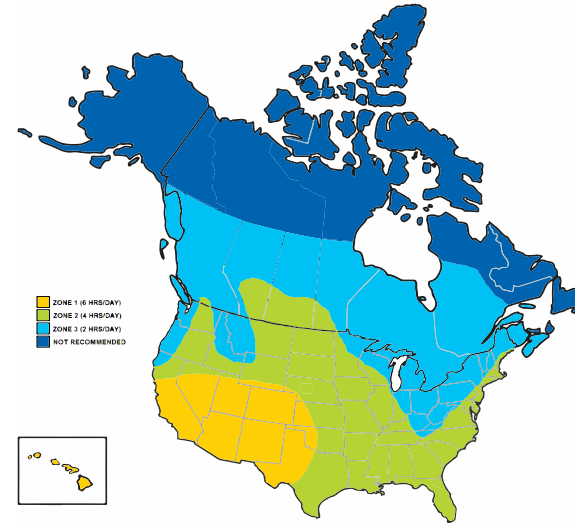 ZONE 1 (6 HRS/DAY)
ZONE 2 (4 HRS/DAY)
ZONE 3 (2 HRS/DAY)
NOT RECOMMENDED